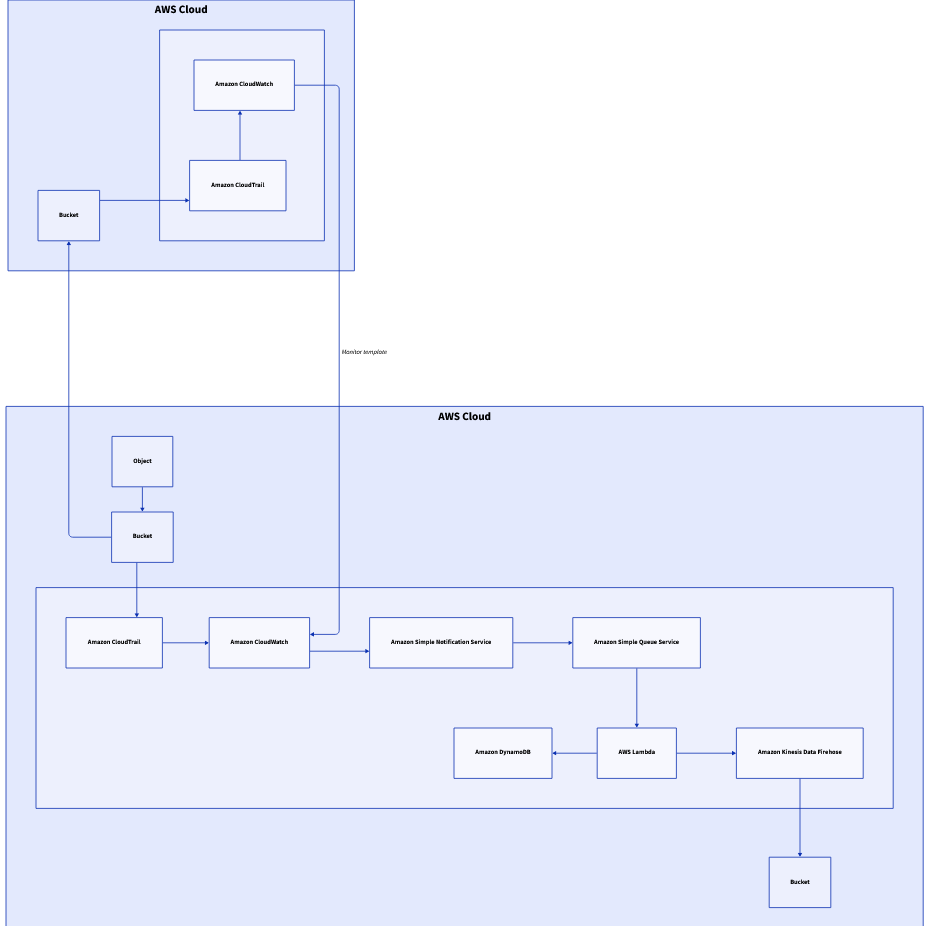 AWS Cloud
Amazon CloudWatch
Amazon CloudTrail
Bucket
Monitor template
AWS Cloud
Object
Bucket
Amazon CloudTrail
Amazon CloudWatch
Amazon Simple Notification Service
Amazon Simple Queue Service
Amazon DynamoDB
AWS Lambda
Amazon Kinesis Data Firehose
Bucket